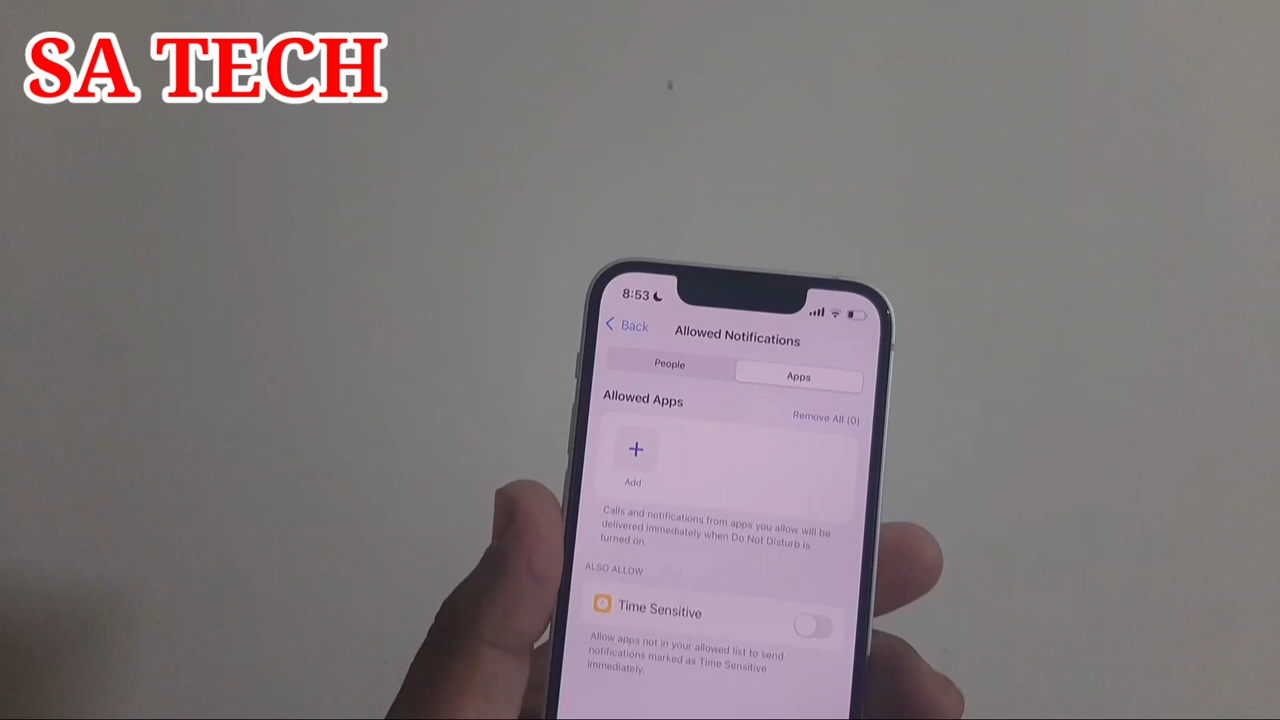 SA TECH
8:53
Back
Allowed Notifications
People
Apps
Allowed Apps
Remove All (0)
Add
Calls and notifications from apps you allow will be
delivered immediately when Do Not Disturb is
turned on.
ALSO ALLOW
Time Sensitive
Allow apps not in your allowed list to send
notifications marked as Time Sensitive
immediately.